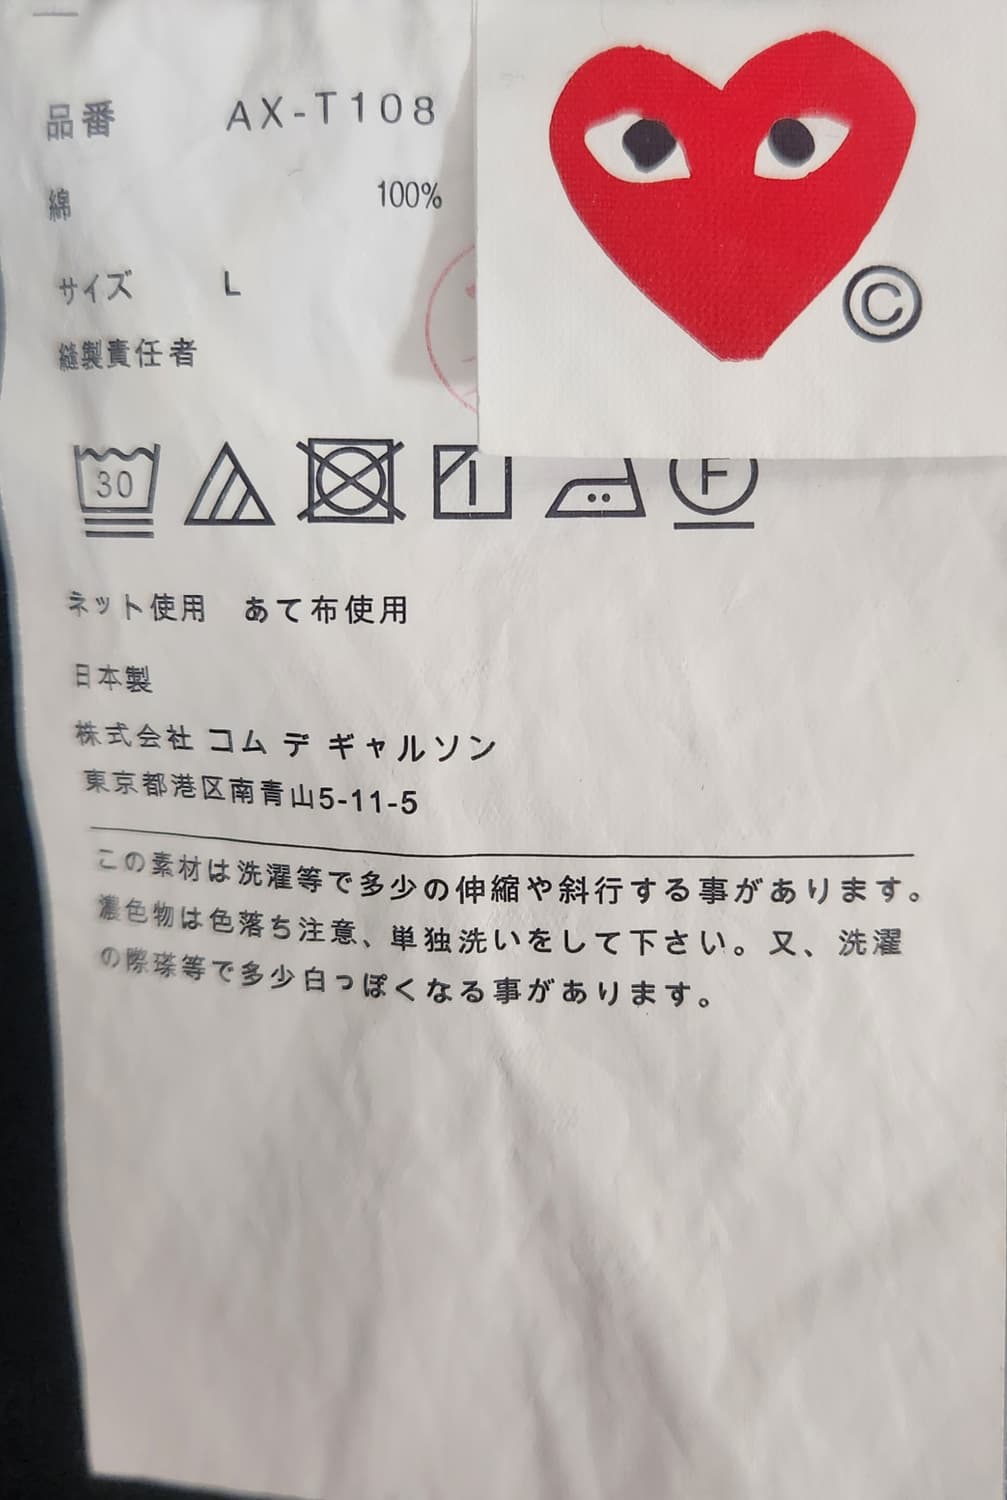 品番 AX-T108
綿 100%
サイズ L
縫製責任者
©
30
F
ネット使用 あて布使用
日本製
株式会社 コム デ ギャルソン
東京都港区南青山5-11-5
この素材は洗濯等で多少の伸縮や斜行する事があります。
濃色物は色落ち注意、単独洗いをして下さい。又、洗濯
の際擦等で多少白っぽくなる事があります。